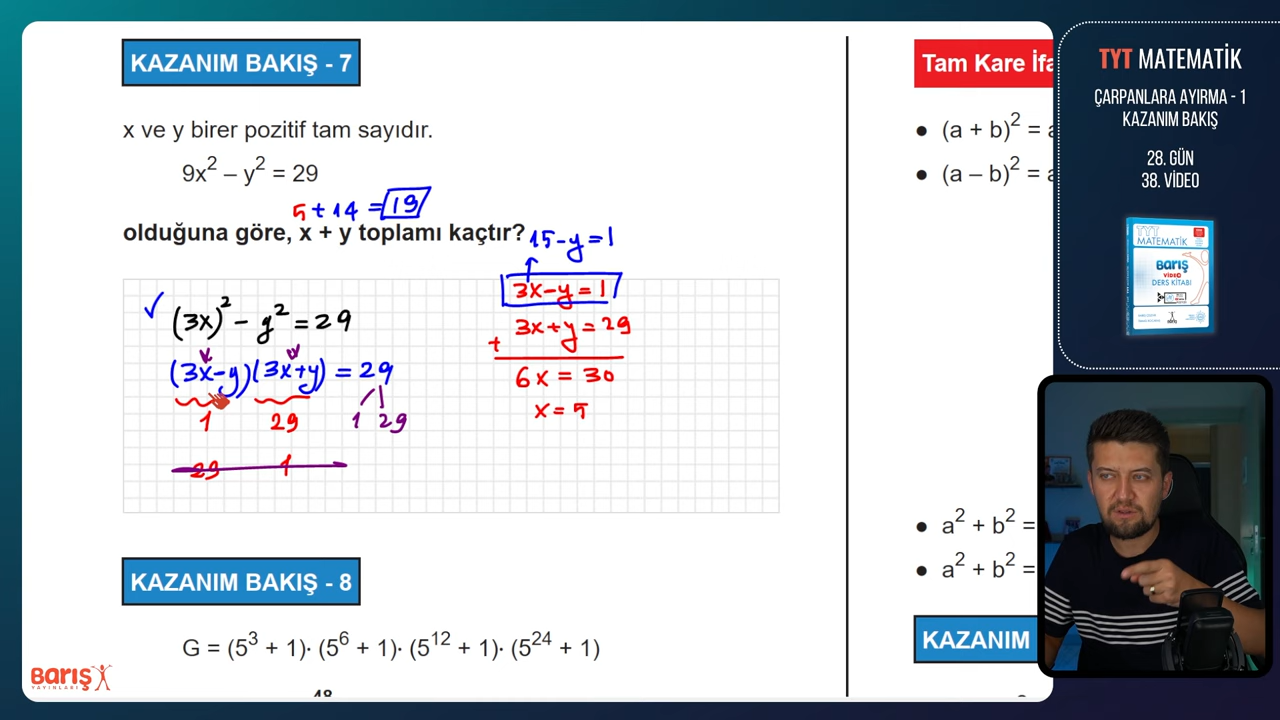 KAZANIM BAKIŞ - 7
x ve y birer pozitif tam sayıdır.
9x² – y² = 29
5 + 14 = 19
olduğuna göre, x + y toplamı kaçtır?
15 - y = 1
3x - y = 1
3x + y = 29
+
6x = 30
x = 5
✓ (3x)² - y² = 29
(3x - y)(3x + y) = 29
1 29 1 29
29 1
KAZANIM BAKIŞ - 8
G = (5³ + 1)· (5⁶ + 1)· (5¹² + 1)· (5²⁴ + 1)
48
BARIŞ
YAYINLARI
Tam Kare İfa
• (a + b)² = a
• (a – b)² = a
• a² + b² =
• a² + b² =
KAZANIM
TYT MATEMATİK
ÇARPANLARA AYIRMA - 1
KAZANIM BAKIŞ
28. GÜN
38. VİDEO
TYT
MATEMATİK
BARIŞ
VİDEO
DERS KİTABI